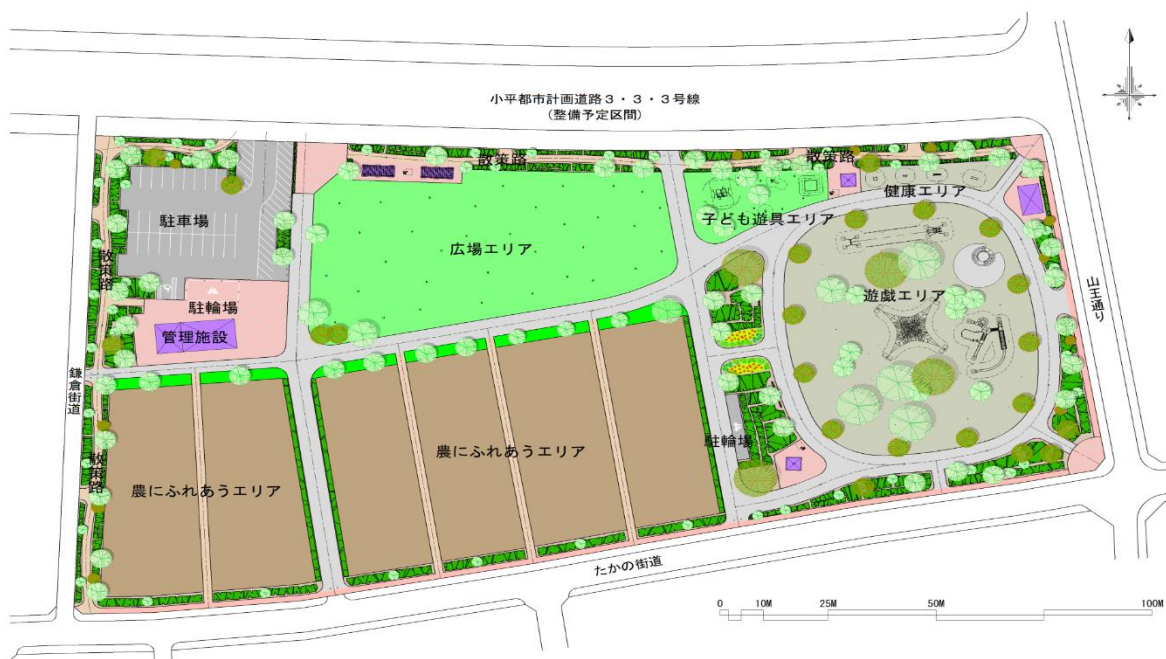 小平都市計画道路３・３・３号線
（整備予定区間）
散策路
散策路
健康エリア
駐車場
子ども遊具エリア
広場エリア
散策路
遊戯エリア
山王通り
駐輪場
管理施設
鎌倉街道
駐輪場
農にふれあうエリア
農にふれあうエリア
散策路
たかの街道
0 10M 25M 50M 100M